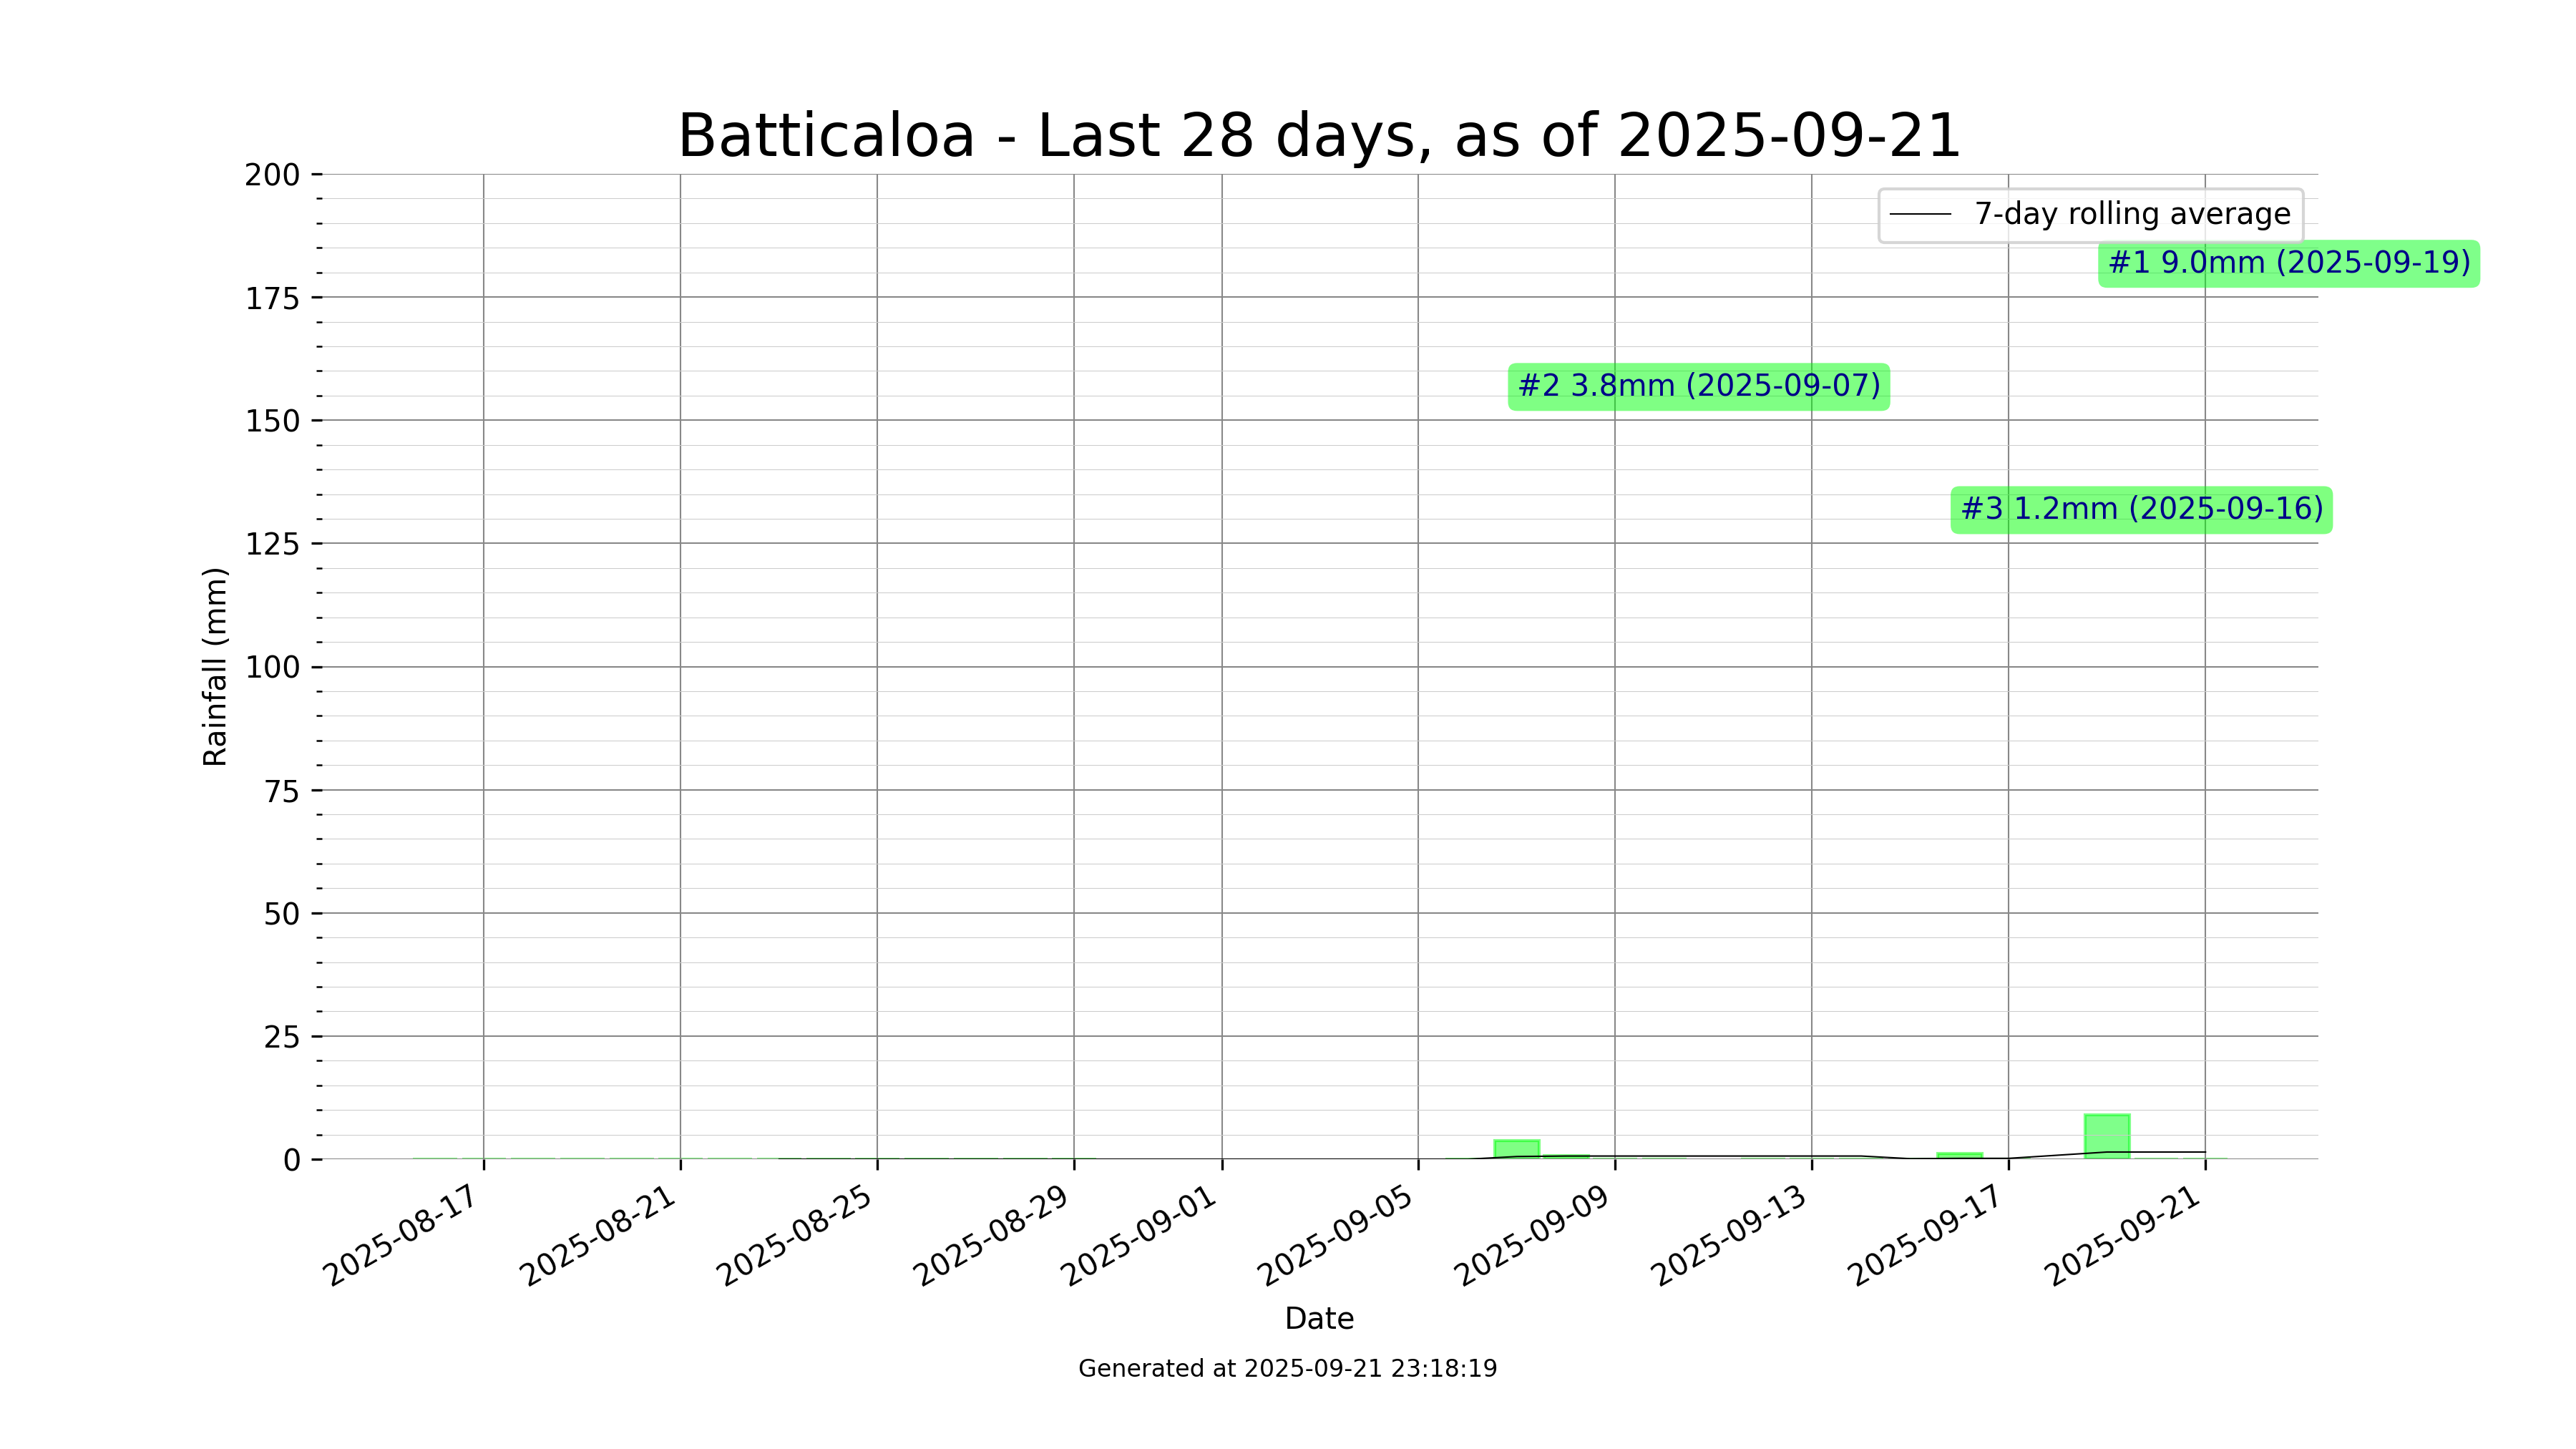 Batticaloa - Last 28 days, as of 2025-09-21
200
175
150
125
100
75
50
25
0
Rainfall (mm)
7-day rolling average
#1 9.0mm (2025-09-19)
#2 3.8mm (2025-09-07)
#3 1.2mm (2025-09-16)
2025-08-17
2025-08-21
2025-08-25
2025-08-29
2025-09-01
2025-09-05
2025-09-09
2025-09-13
2025-09-17
2025-09-21
Date
Generated at 2025-09-21 23:18:19